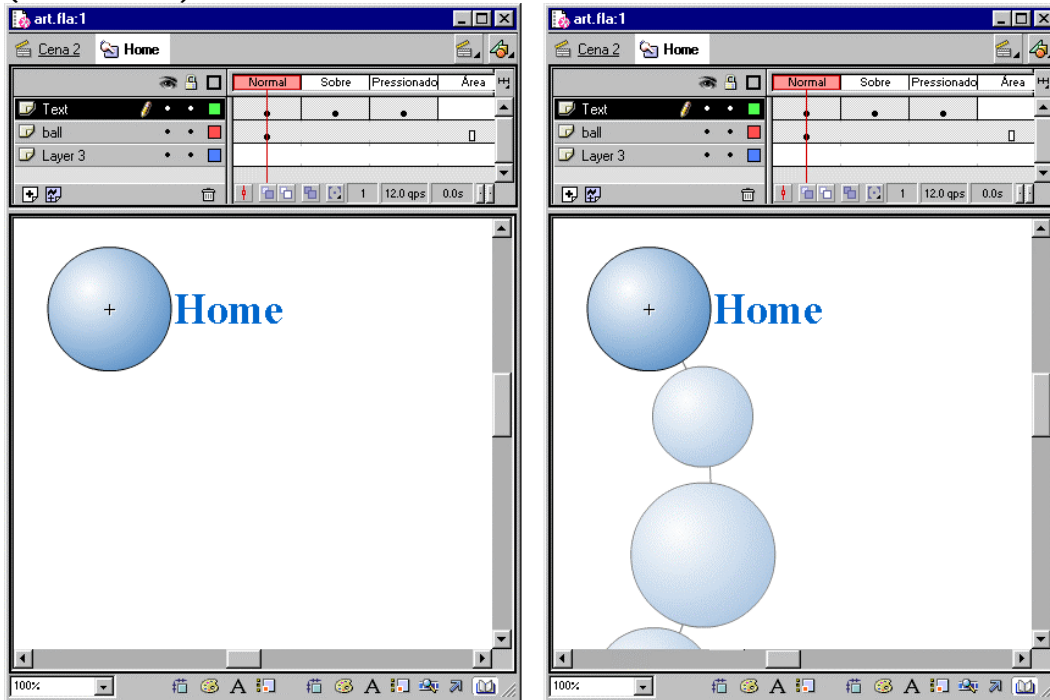 art.fla:1
Cena 2 Home
Normal Sobre Pressionado Área
Text
ball
Layer 3
1 12.0 qps 0.0s
Home
100%
art.fla:1
Cena 2 Home
Normal Sobre Pressionado Área
Text
ball
Layer 3
1 12.0 qps 0.0s
Home
100%